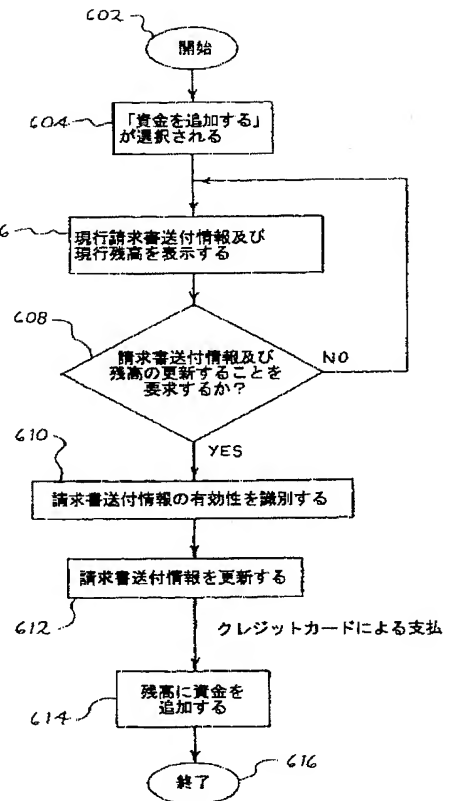 602
開始
604
「資金を追加する」
が選択される
6
現行請求書送付情報及び
現行残高を表示する
608
請求書送付情報及び
残高の更新することを
要求するか?
NO
YES
610
請求書送付情報の有効性を識別する
請求書送付情報を更新する
612
クレジットカードによる支払
残高に資金を
追加する
614
終了
616